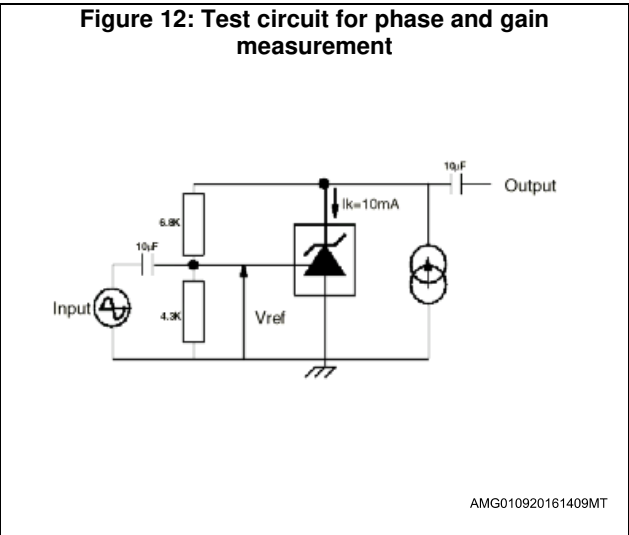 Figure 12: Test circuit for phase and gain
measurement
10µF
Output
Ik=10mA
6.8K
10µF
Input
4.3K
Vref
AMG010920161409MT